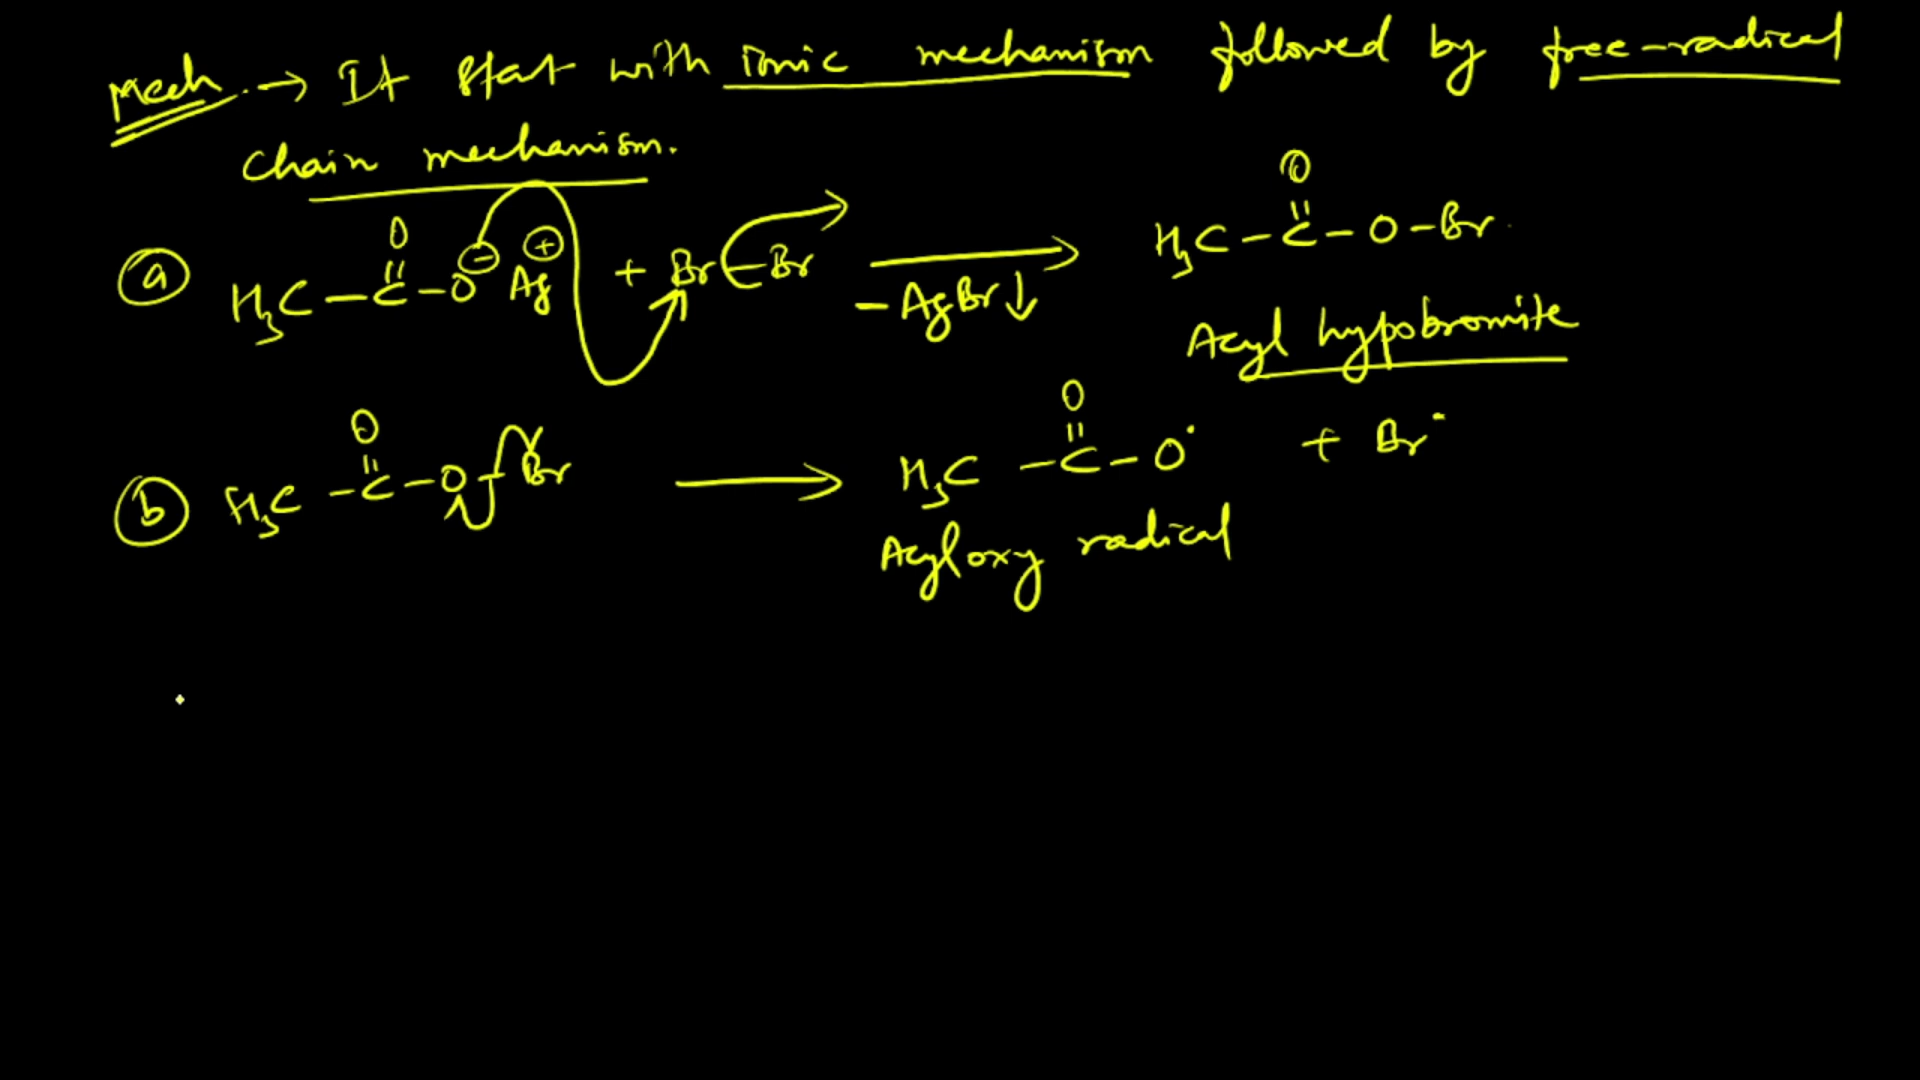 Mech. → It Stat with ionic mechanism followed by free-radical
Chain mechanism.
(a) H₃C–C(=O)–O⊖ Ag⊕ + Br–Br → –AgBr↓ H₃C–C(=O)–O–Br
Acyl hypobromite
(b) H₃C–C(=O)–O–Br → H₃C–C(=O)–O˙ + Br˙
Acyloxy radical